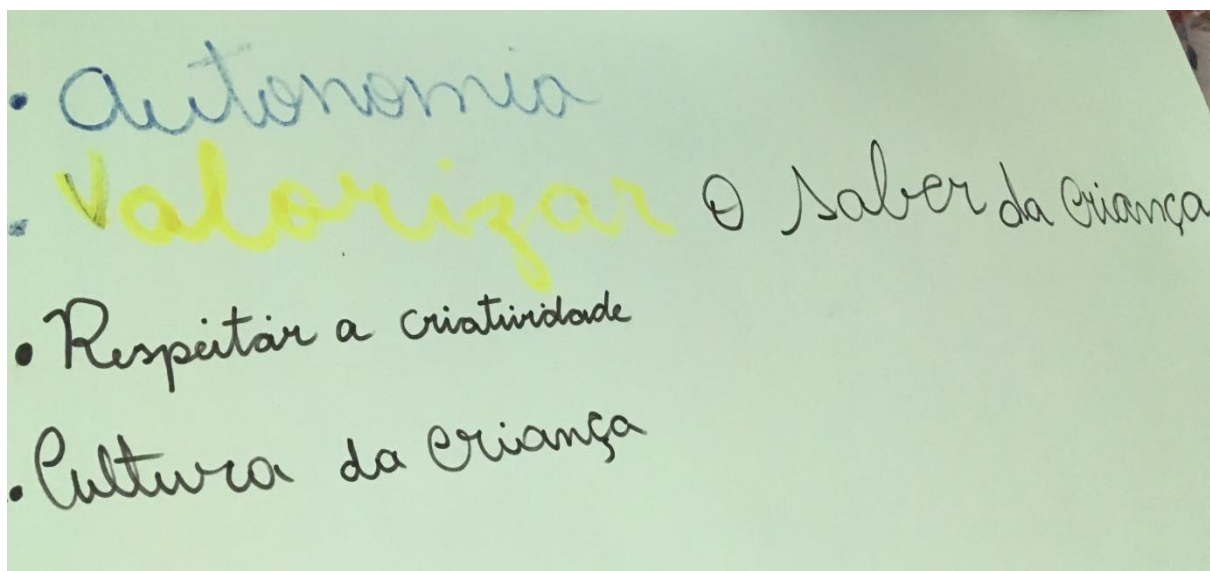 • Autonomia
• Valorizar o saber da criança
• Respeitar a criatividade
• Cultura da criança